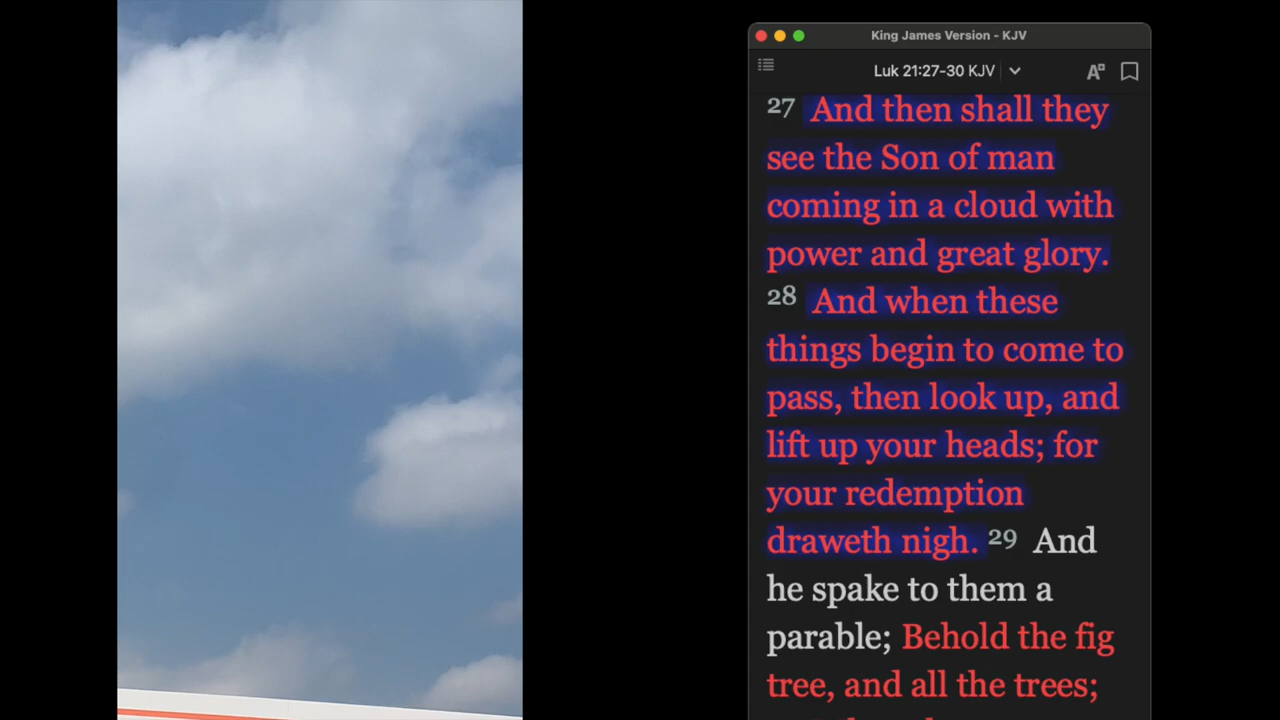 King James Version - KJV
Luk 21:27-30 KJV
27 And then shall they
see the Son of man
coming in a cloud with
power and great glory.
28 And when these
things begin to come to
pass, then look up, and
lift up your heads; for
your redemption
draweth nigh. 29 And
he spake to them a
parable; Behold the fig
tree, and all the trees;